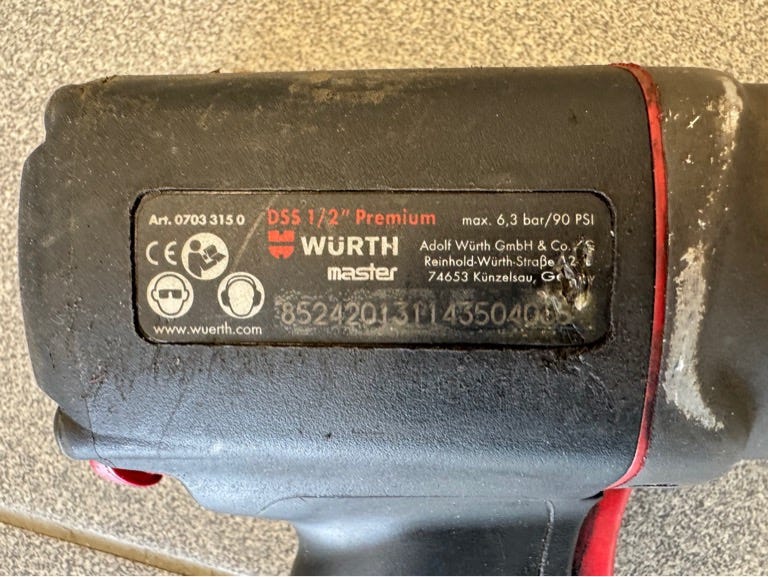 Art. 0703 315 0
DSS 1/2" Premium
max. 6,3 bar/90 PSI
CE
WÜRTH
master
Adolf Würth GmbH & Co.
Reinhold-Würth-Straße
74653 Künzelsau,
www.wuerth.com